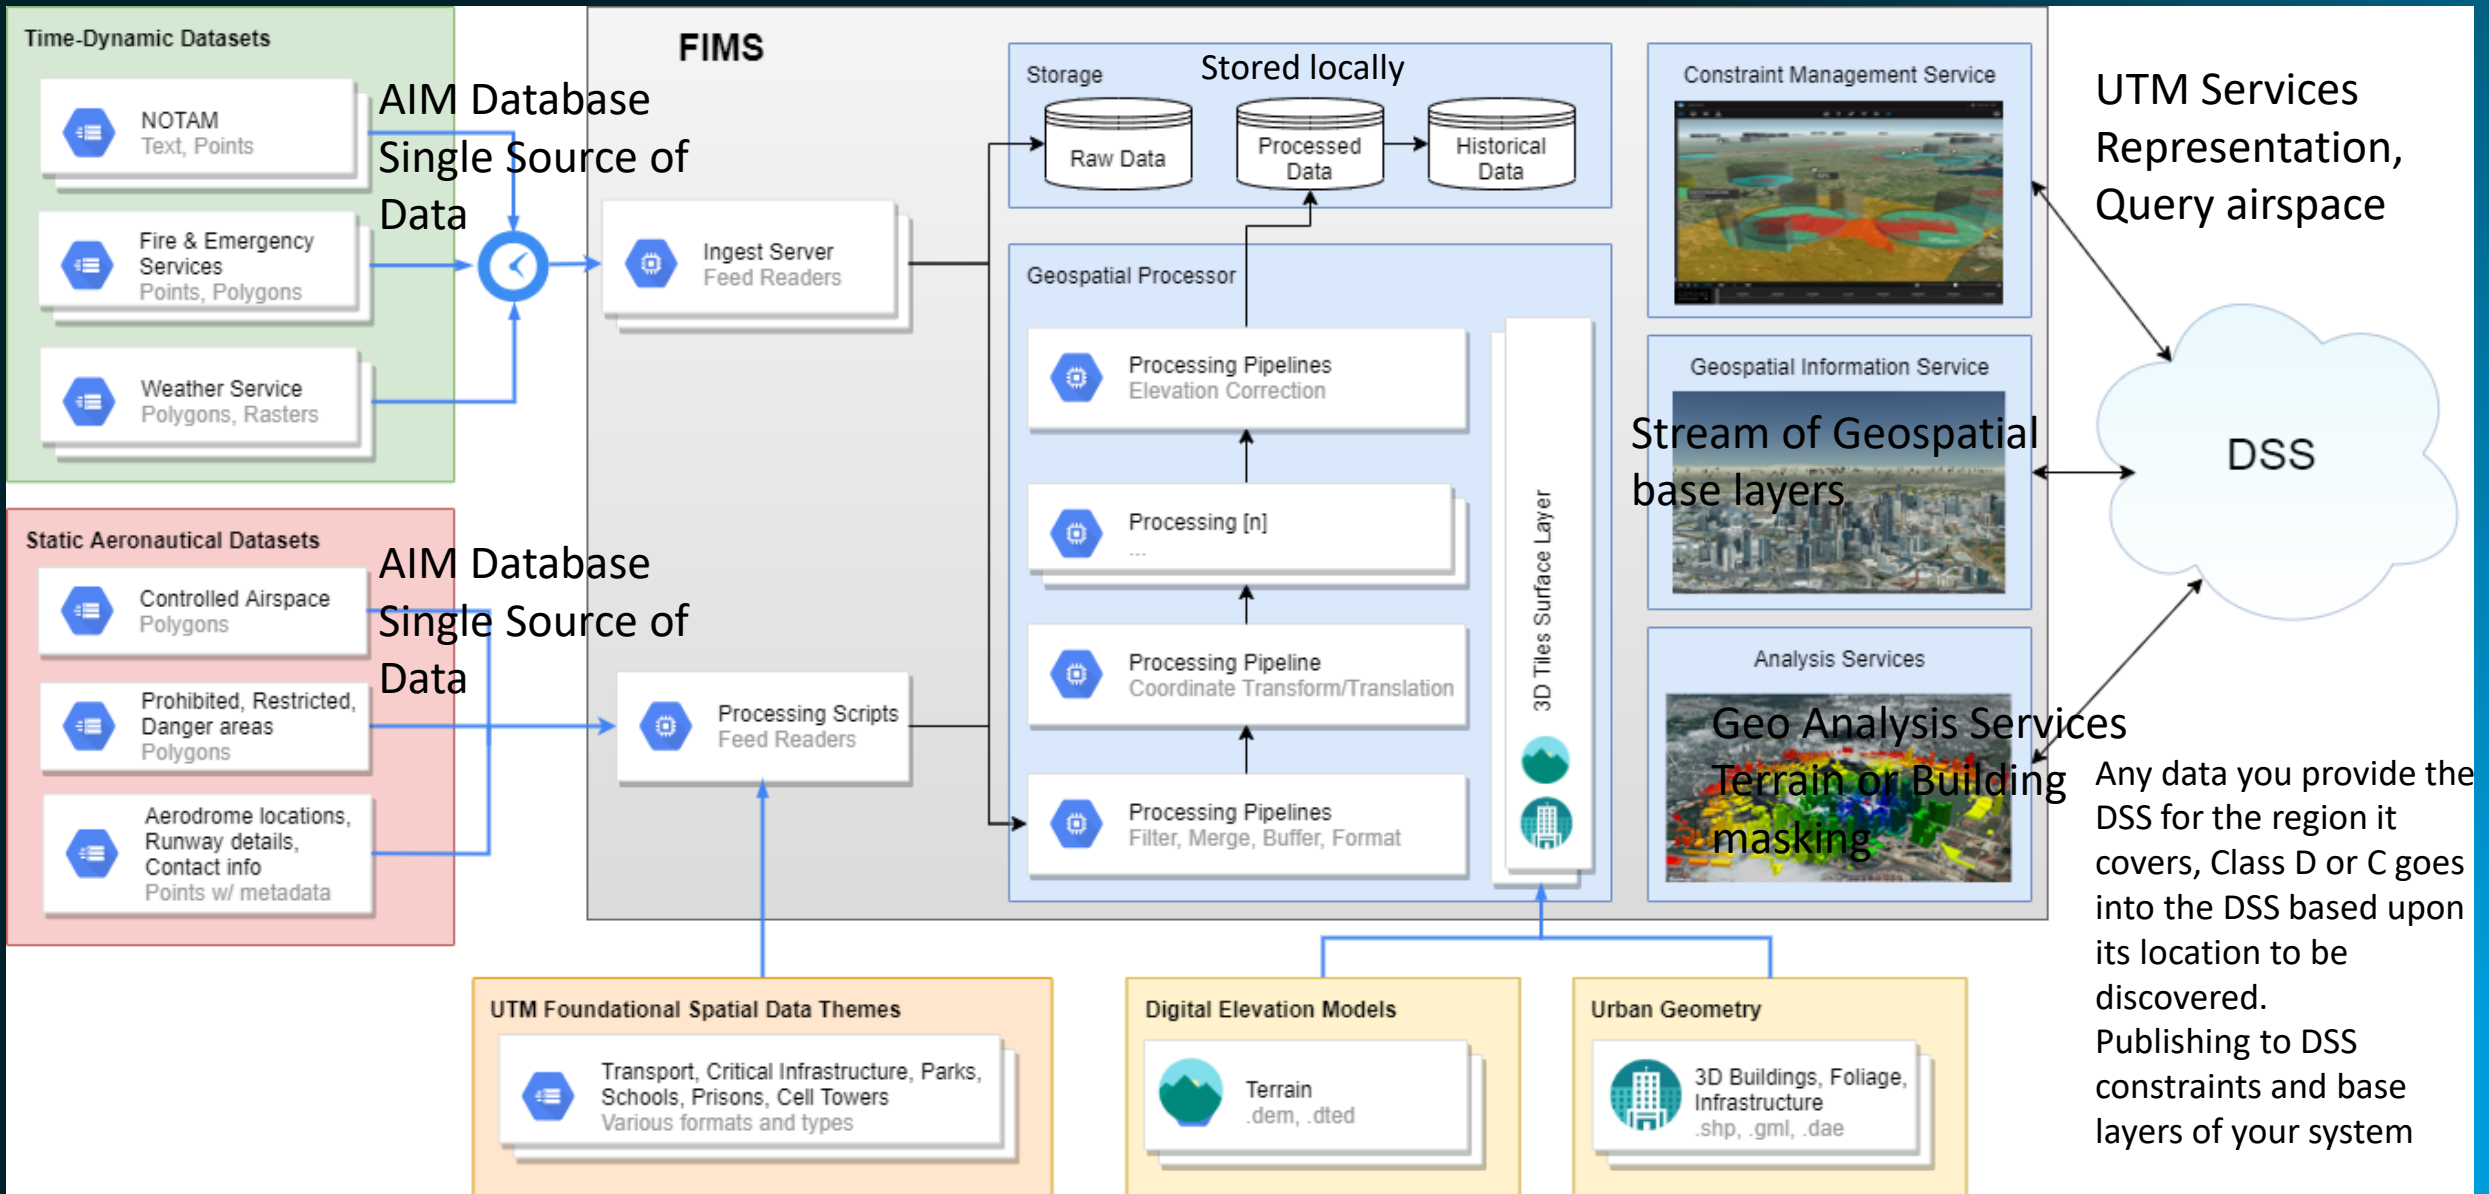 Time-Dynamic Datasets
NOTAM
Text, Points
Fire & Emergency
Services
Points, Polygons
Weather Service
Polygons, Rasters
AIM Database
Single Source of
Data
Static Aeronautical Datasets
Controlled Airspace
Polygons
Prohibited, Restricted,
Danger areas
Polygons
Aerodrome locations,
Runway details,
Contact info
Points w/ metadata
AIM Database
Single Source of
Data
FIMS
Ingest Server
Feed Readers
Processing Scripts
Feed Readers
Storage
Stored locally
Raw Data
Processed
Data
Historical
Data
Geospatial Processor
Processing Pipelines
Elevation Correction
Processing [n]
...
Processing Pipeline
Coordinate Transform/Translation
Processing Pipelines
Filter, Merge, Buffer, Format
3D Tiles Surface Layer
Constraint Management Service
Geospatial Information Service
Stream of Geospatial
base layers
Analysis Services
Geo Analysis Services
Terrain or Building
masking
UTM Services
Representation,
Query airspace
DSS
Any data you provide the
DSS for the region it
covers, Class D or C goes
into the DSS based upon
its location to be
discovered.
Publishing to DSS
constraints and base
layers of your system
UTM Foundational Spatial Data Themes
Transport, Critical Infrastructure, Parks,
Schools, Prisons, Cell Towers
Various formats and types
Digital Elevation Models
Terrain
.dem, .dted
Urban Geometry
3D Buildings, Foliage,
Infrastructure
.shp, .gml, .dae